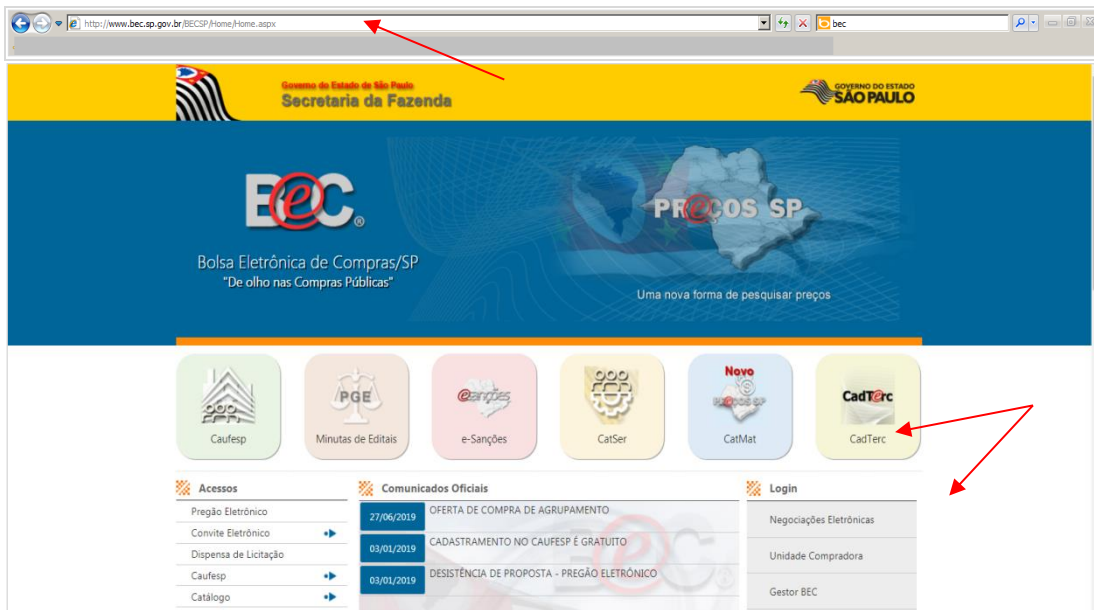 http://www.bec.sp.gov.br/BECSP/Home/Home.aspx
bec
Governo do Estado de São Paulo
Secretaria da Fazenda
GOVERNO DO ESTADO
SÃO PAULO
BeC®
Bolsa Eletrônica de Compras/SP
"De olho nas Compras Públicas"
PREÇOS SP
Uma nova forma de pesquisar preços
Caufesp
PGE
Minutas de Editais
e-Sanções
CatSer
Novo
PREÇOS SP
CatMat
CadTerc
CadTerc
Acessos
Pregão Eletrônico
Convite Eletrônico
Dispensa de Licitação
Caufesp
Catálogo
Comunicados Oficiais
27/06/2019 OFERTA DE COMPRA DE AGRUPAMENTO
03/01/2019 CADASTRAMENTO NO CAUFESP É GRATUITO
03/01/2019 DESISTÊNCIA DE PROPOSTA - PREGÃO ELETRÔNICO
Login
Negociações Eletrônicas
Unidade Compradora
Gestor BEC